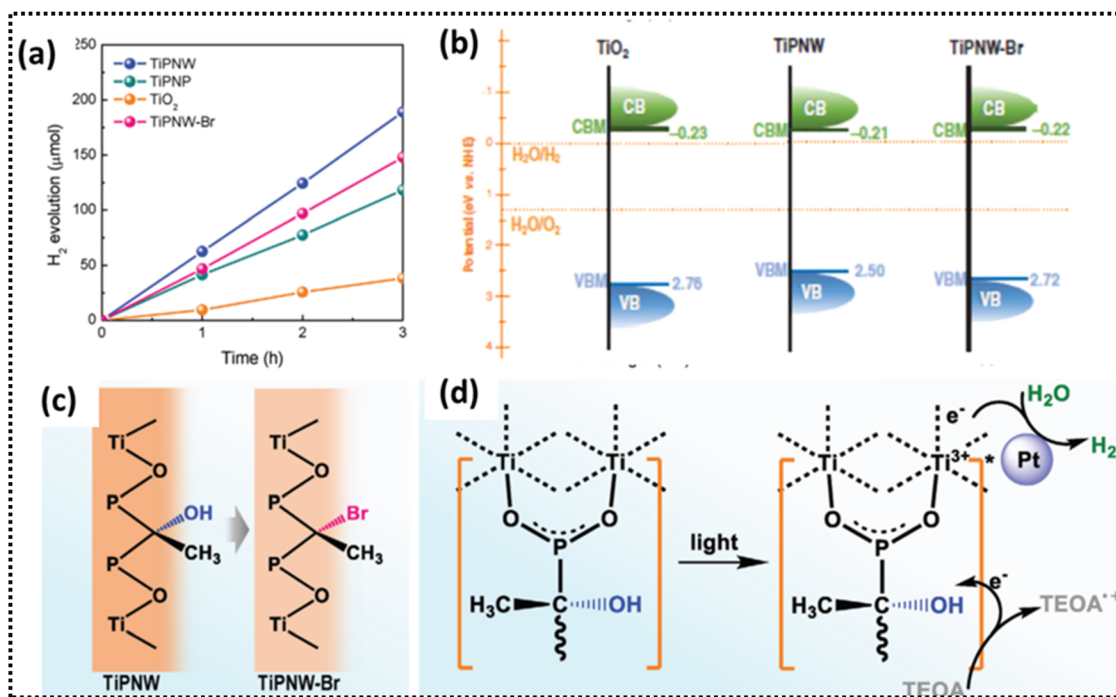 (a)
250
200
150
100
50
0
H₂ evolution (μmol)
TiPNW
TiPNP
TiO₂
TiPNW-Br
0 1 2 3
Time (h)
(b)
TiO₂ TiPNW TiPNW-Br
Potential (eV vs. NHE)
-1
0
1
2
3
4
CB CB CB
CBM -0.23 CBM -0.21 CBM -0.22
H₂O/H₂
H₂O/O₂
VBM 2.76 VBM 2.50 VBM 2.72
VB VB VB
(c)
Ti
O
P
OH
CH₃
P
O
Ti
TiPNW
Ti
O
P
Br
CH₃
P
O
Ti
TiPNW-Br
(d)
Ti Ti
O O
P
H₃C C OH
light
e⁻ H₂O
Ti Ti³⁺ * Pt H₂
O O
P
e⁻
H₃C C OH
TEOA•+
TEOA